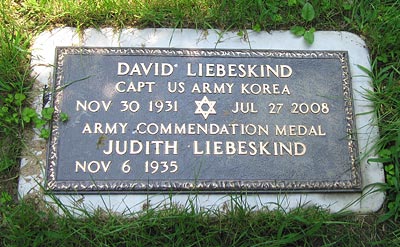 DAVID LIEBESKIND
CAPT US ARMY KOREA
NOV 30 1931 ✡ JUL 27 2008
ARMY COMMENDATION MEDAL
JUDITH LIEBESKIND
NOV 6 1935